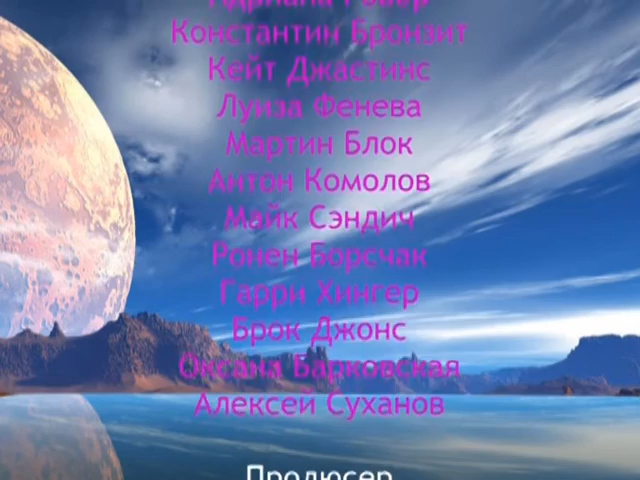 Константин Бронзит
Кейт Джастинс
Луиза Фенева
Мартин Блок
Антон Комолов
Майк Сэндич
Ронен Борсчак
Гарри Хингер
Брок Джонс
Оксана Барковская
Алексей Суханов
Продюсер